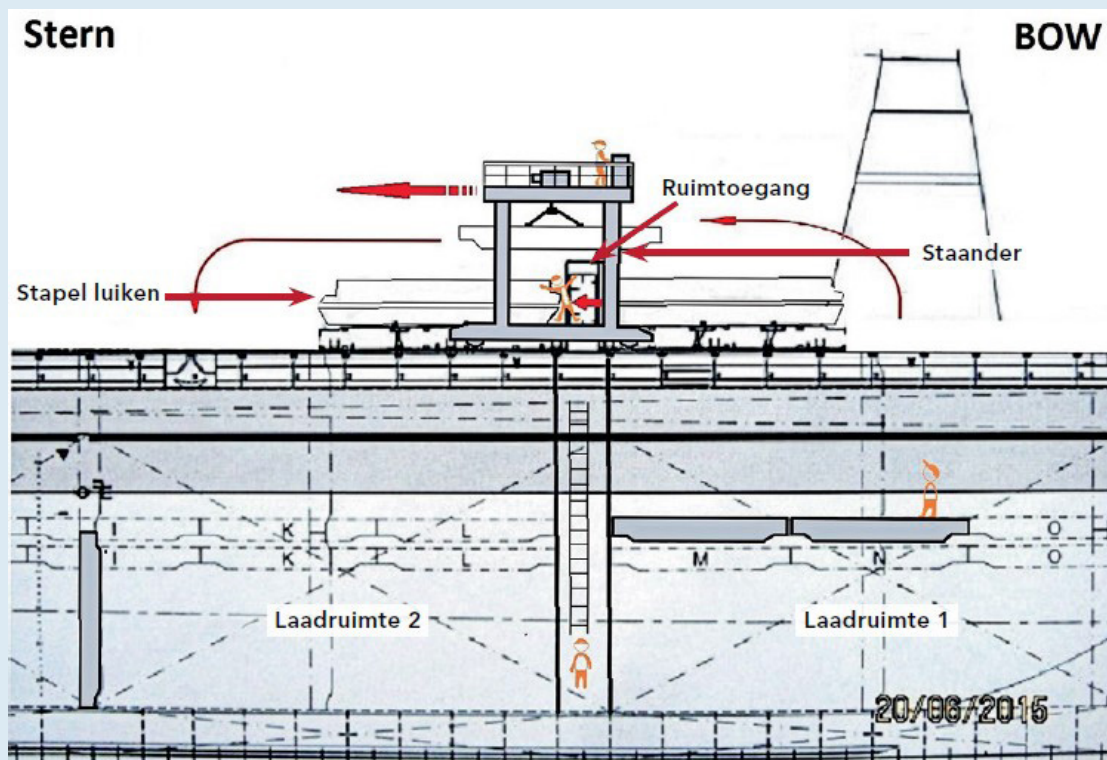 Stern
BOW
Ruimtoegang
Staander
Stapel luiken
I K L O
I K L M N O
Laadruimte 2
Laadruimte 1
20/06/2015